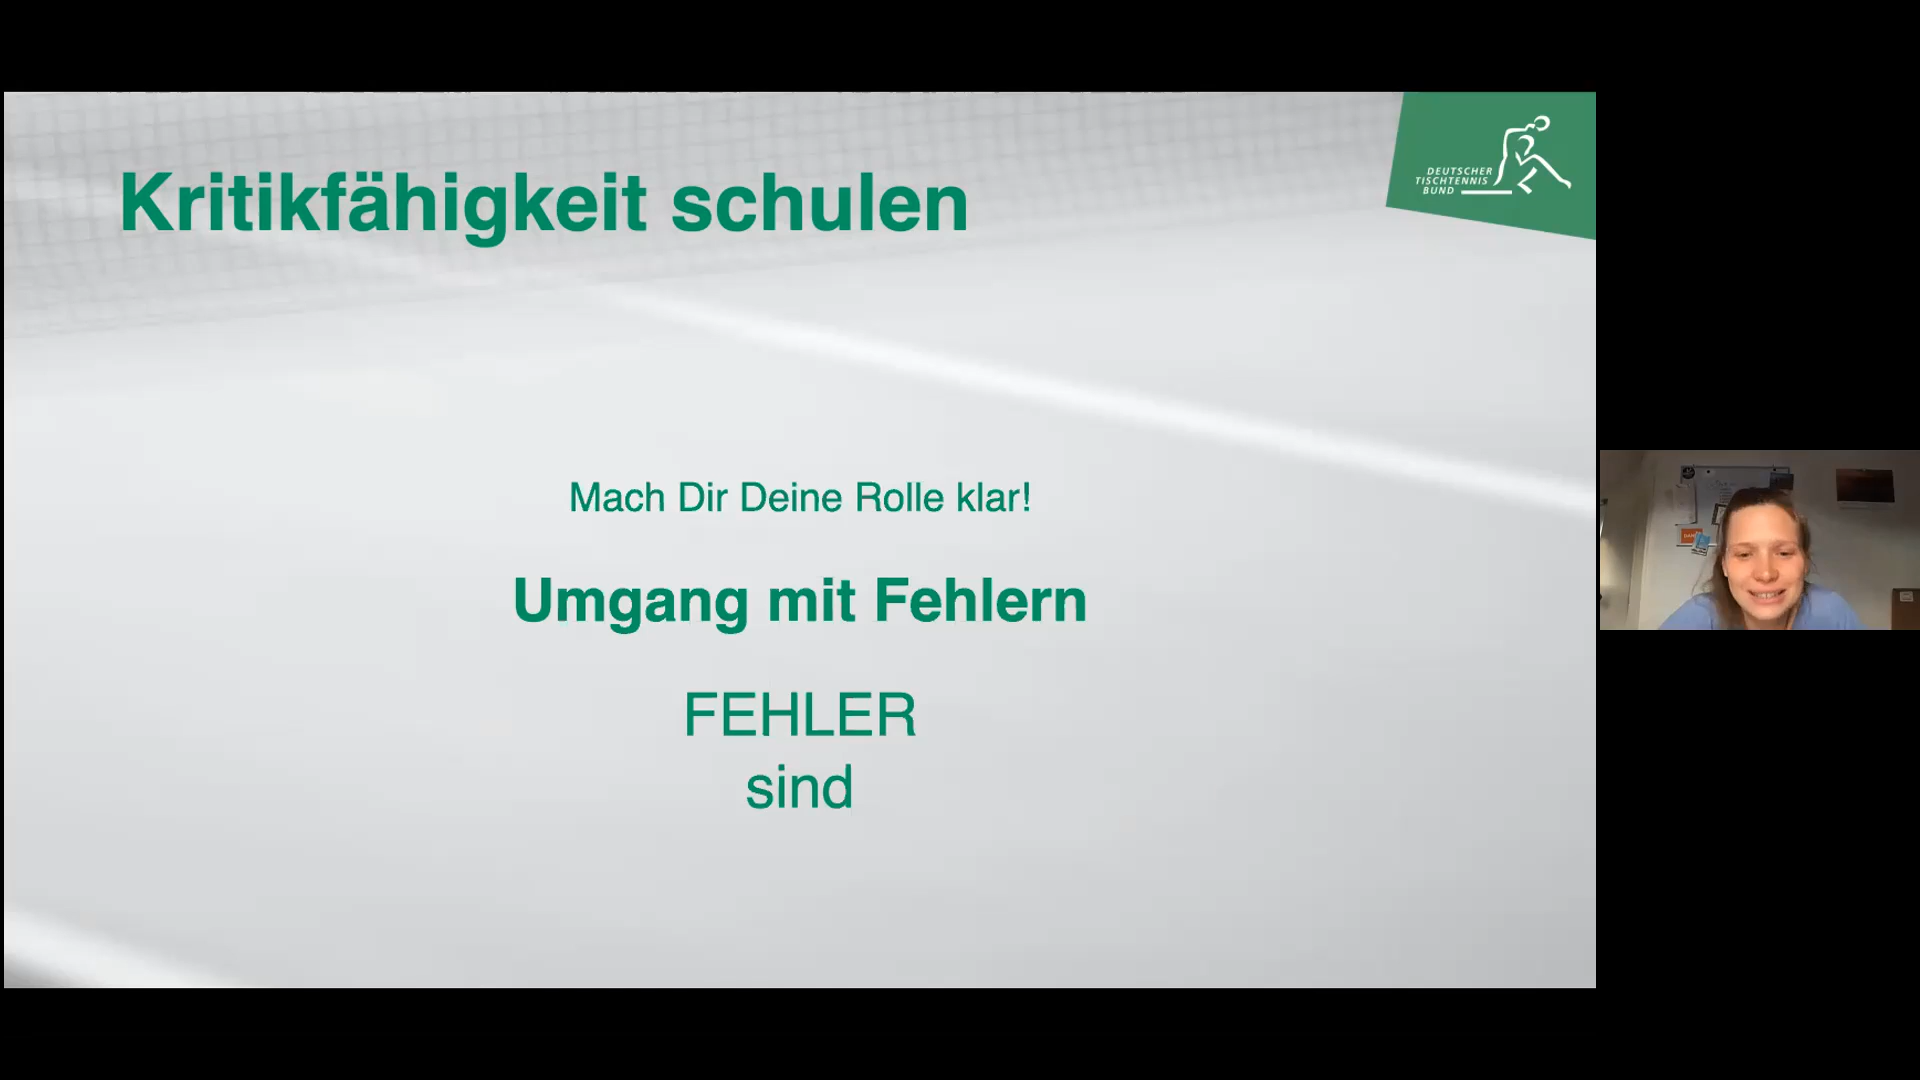 Kritikfähigkeit schulen
DEUTSCHER
TISCHTENNIS
BUND
Mach Dir Deine Rolle klar!
Umgang mit Fehlern
FEHLER
sind